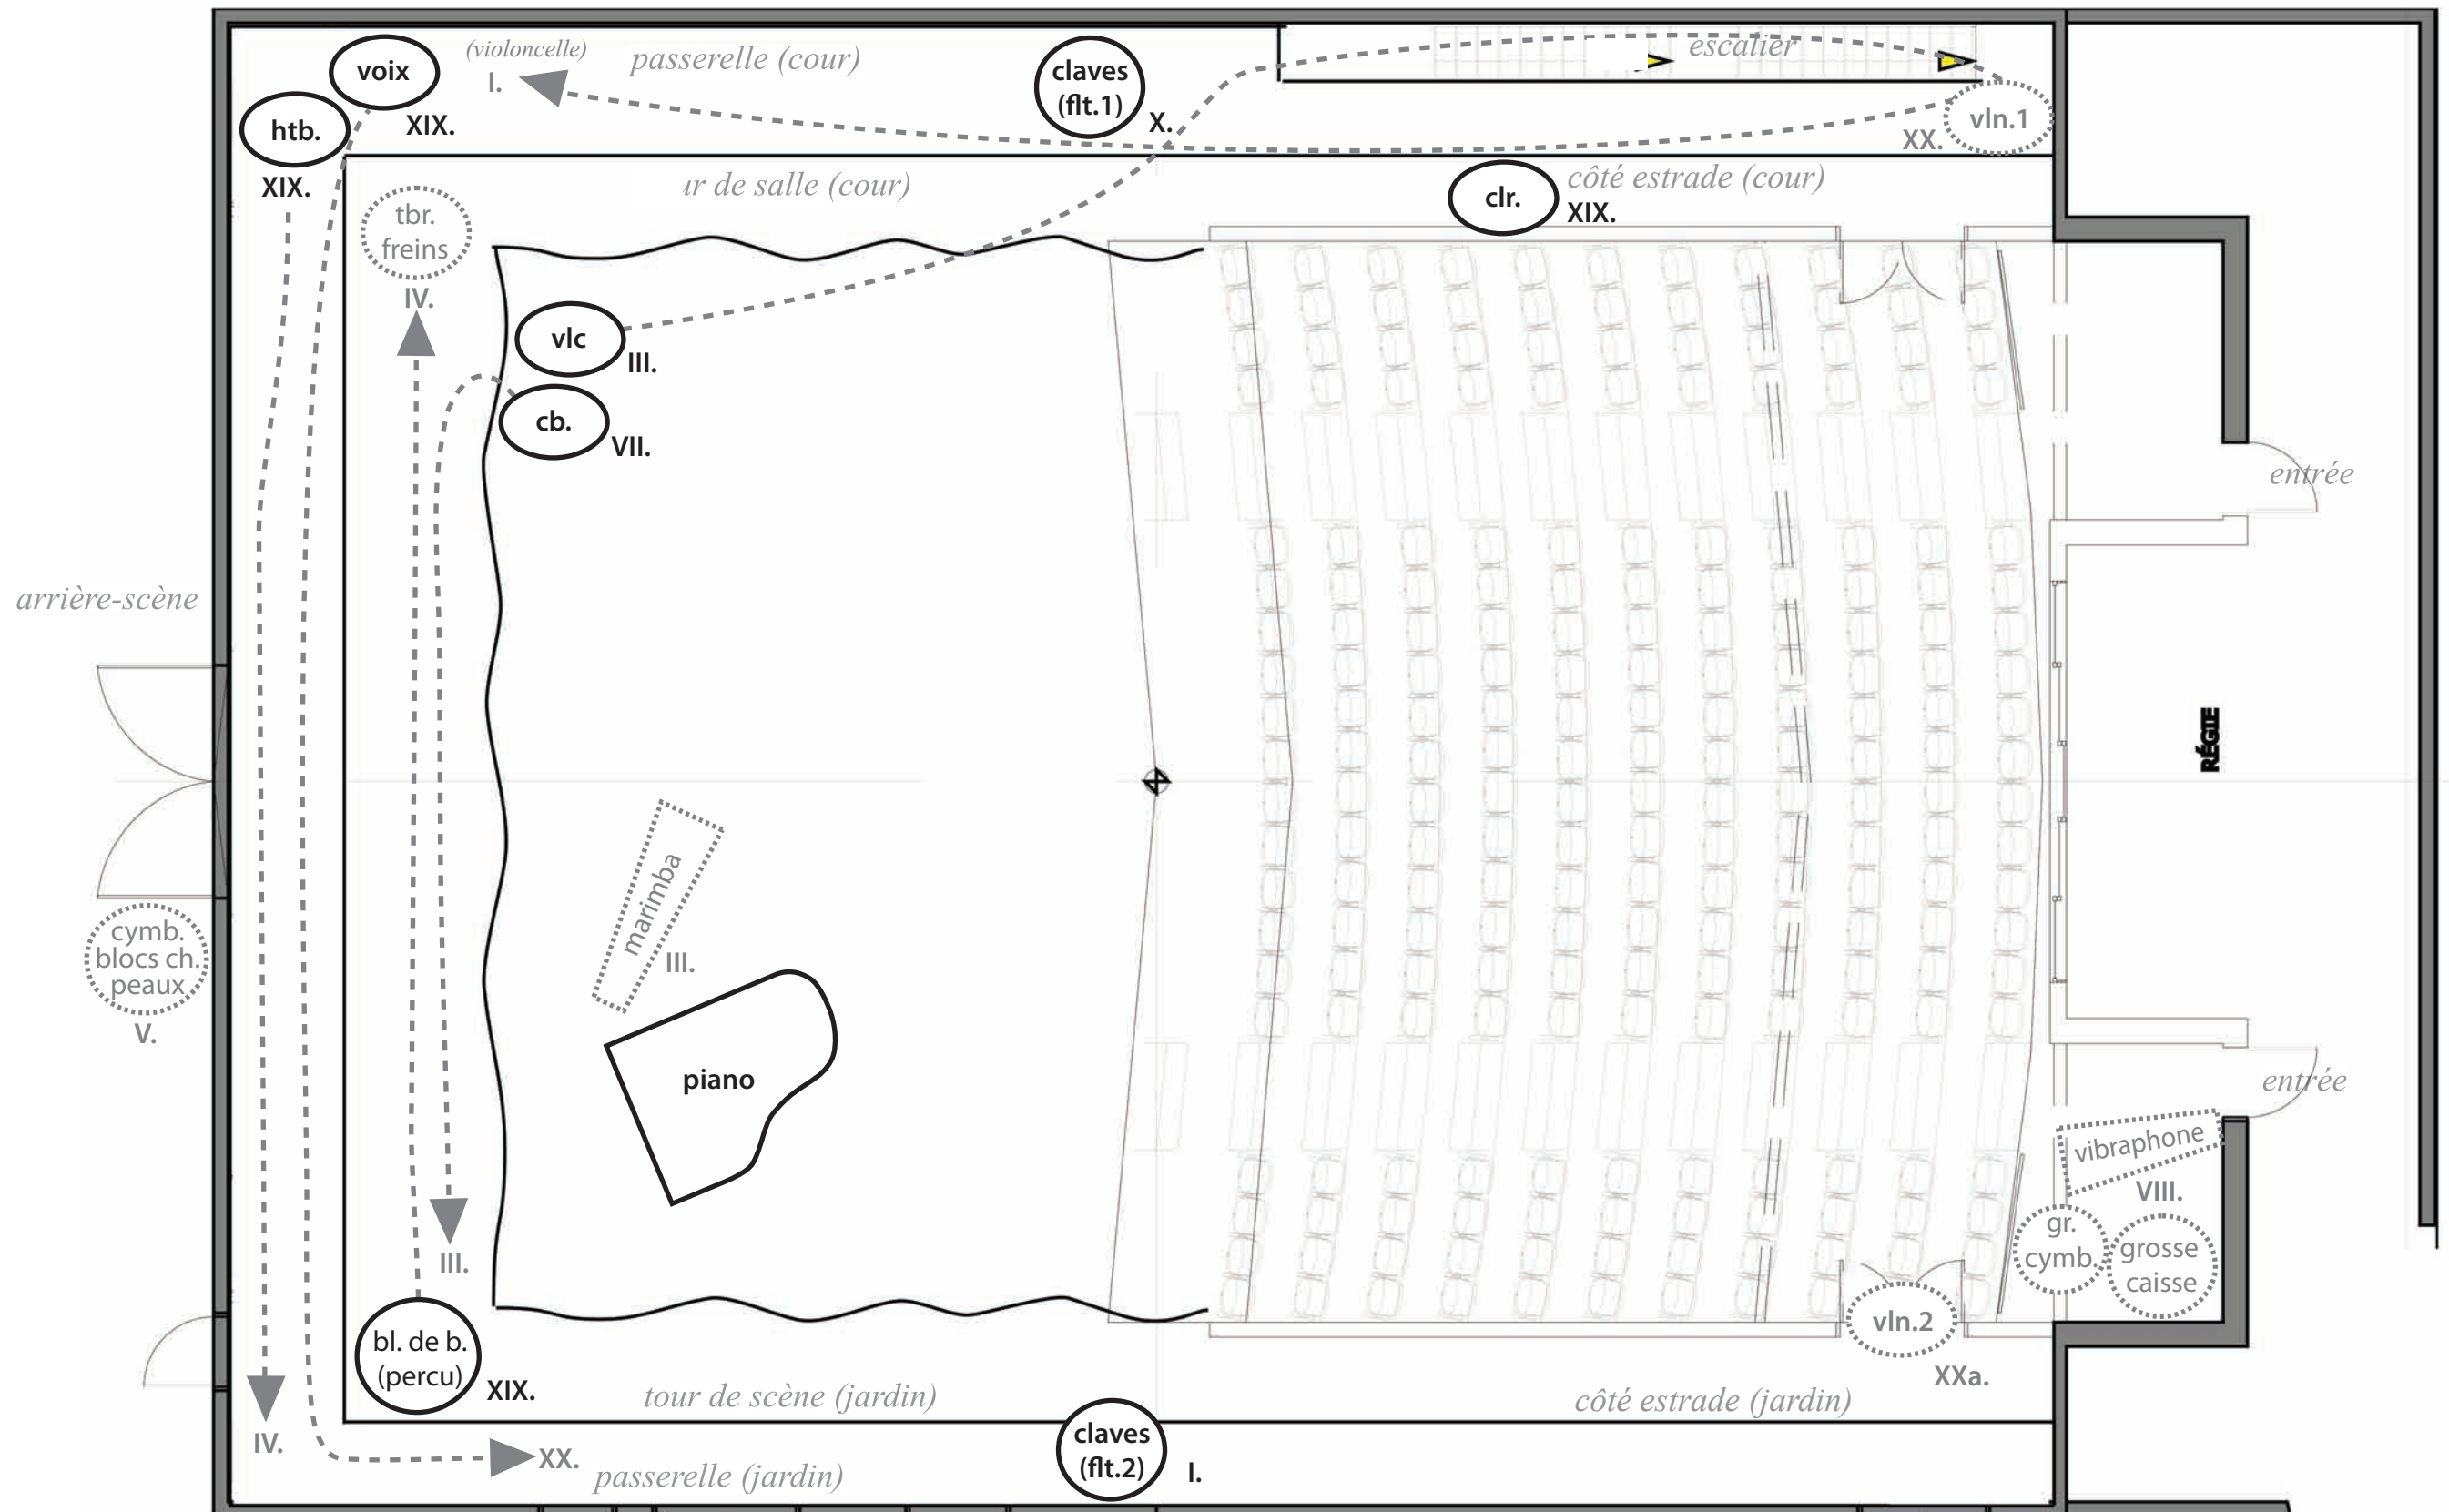 voix
(violoncelle)
I.
passerelle (cour)
claves
(flt.1)
X.
escalier
htb.
XIX.
XIX.
XX.
vln.1
tbr.
freins
IV.
ır de salle (cour)
clr.
côté estrade (cour)
XIX.
vlc
III.
cb.
VII.
entrée
arrière-scène
RÉGIE
marimba
III.
cymb.
blocs ch.
peaux
V.
piano
entrée
vibraphone
VIII.
gr.
cymb.
grosse
caisse
III.
bl. de b.
(percu)
XIX.
vln.2
XXa.
tour de scène (jardin)
côté estrade (jardin)
IV.
XX.
passerelle (jardin)
claves
(flt.2)
I.